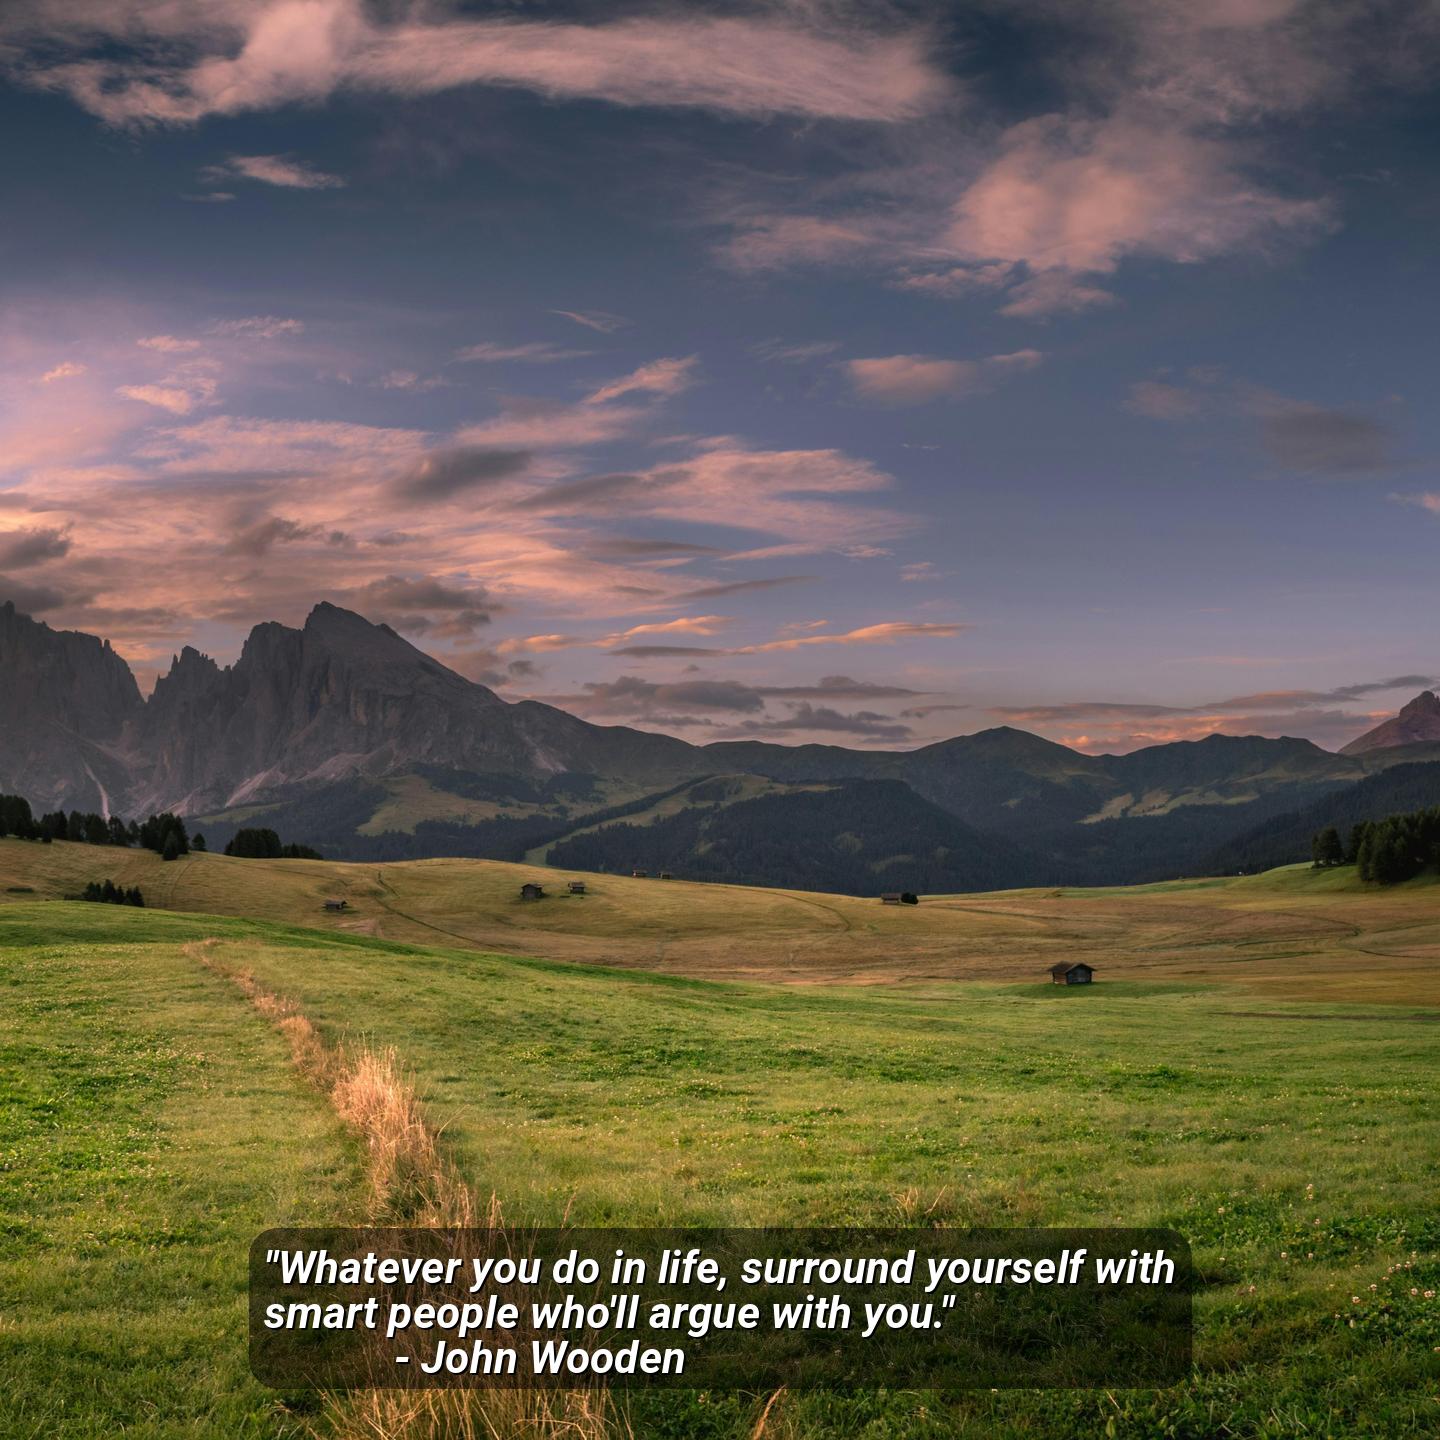 "Whatever you do in life, surround yourself with
smart people who'll argue with you."
- John Wooden